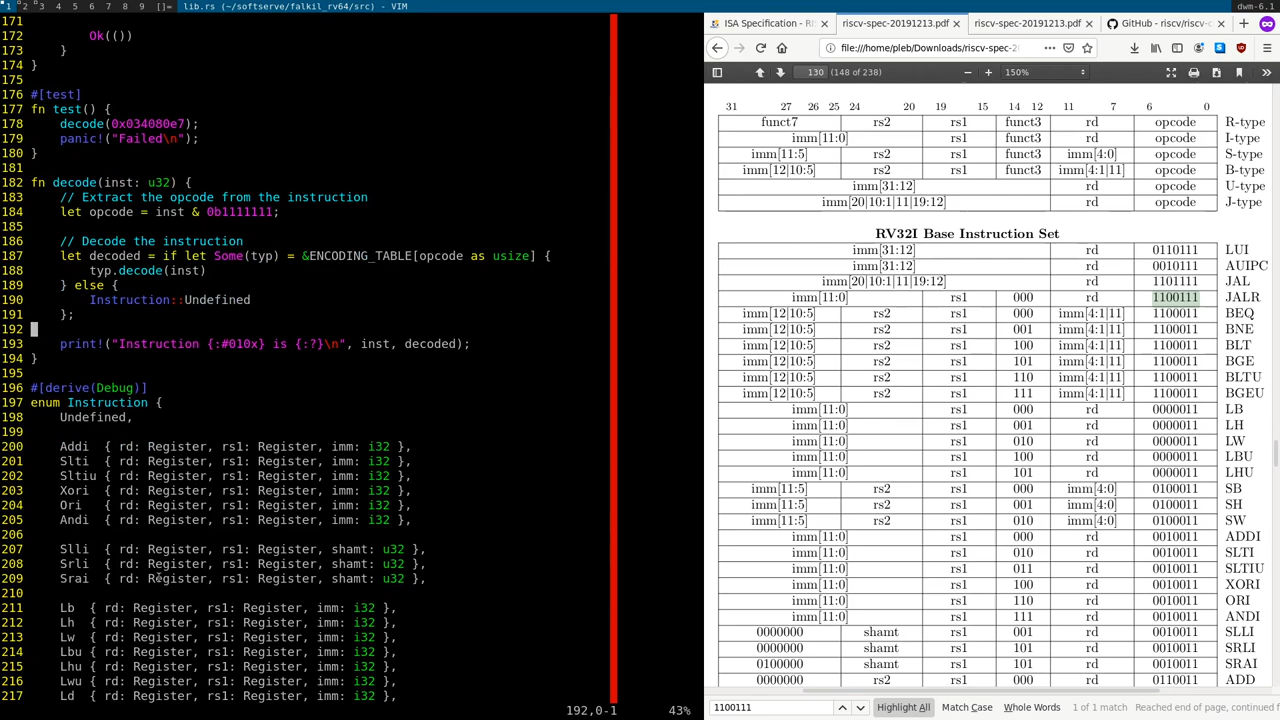 1 2 3 4 5 6 7 8 9 []= lib.rs (~/softserve/falkil_rv64/src) - VIM dwm-6.1
171
172 Ok(())
173 }
174 }
175
176 #[test]
177 fn test() {
178 decode(0x034080e7);
179 panic!("Failed\n");
180 }
181
182 fn decode(inst: u32) {
183 // Extract the opcode from the instruction
184 let opcode = inst & 0b1111111;
185
186 // Decode the instruction
187 let decoded = if let Some(typ) = &ENCODING_TABLE[opcode as usize] {
188 typ.decode(inst)
189 } else {
190 Instruction::Undefined
191 };
192
193 print!("Instruction {:#010x} is {:?}\n", inst, decoded);
194 }
195
196 #[derive(Debug)]
197 enum Instruction {
198 Undefined,
199
200 Addi { rd: Register, rs1: Register, imm: i32 },
201 Slti { rd: Register, rs1: Register, imm: i32 },
202 Sltiu { rd: Register, rs1: Register, imm: i32 },
203 Xori { rd: Register, rs1: Register, imm: i32 },
204 Ori { rd: Register, rs1: Register, imm: i32 },
205 Andi { rd: Register, rs1: Register, imm: i32 },
206
207 Slli { rd: Register, rs1: Register, shamt: u32 },
208 Srli { rd: Register, rs1: Register, shamt: u32 },
209 Srai { rd: Register, rs1: Register, shamt: u32 },
210
211 Lb { rd: Register, rs1: Register, imm: i32 },
212 Lh { rd: Register, rs1: Register, imm: i32 },
213 Lw { rd: Register, rs1: Register, imm: i32 },
214 Lbu { rd: Register, rs1: Register, imm: i32 },
215 Lhu { rd: Register, rs1: Register, imm: i32 },
216 Lwu { rd: Register, rs1: Register, imm: i32 },
217 Ld { rd: Register, rs1: Register, imm: i32 },
192,0-1 43%
ISA Specification - RIS riscv-spec-20191213.pdf riscv-spec-20191213.pdf GitHub - riscv/riscv-c
file:///home/pleb/Downloads/riscv-spec-2
130 (148 of 238) 150%
31 27 26 25 24 20 19 15 14 12 11 7 6 0
funct7 rs2 rs1 funct3 rd opcode R-type
imm[11:0] rs1 funct3 rd opcode I-type
imm[11:5] rs2 rs1 funct3 imm[4:0] opcode S-type
imm[12|10:5] rs2 rs1 funct3 imm[4:1|11] opcode B-type
imm[31:12] rd opcode U-type
imm[20|10:1|11|19:12] rd opcode J-type
RV32I Base Instruction Set
imm[31:12] rd 0110111 LUI
imm[31:12] rd 0010111 AUIPC
imm[20|10:1|11|19:12] rd 1101111 JAL
imm[11:0] rs1 000 rd 1100111 JALR
imm[12|10:5] rs2 rs1 000 imm[4:1|11] 1100011 BEQ
imm[12|10:5] rs2 rs1 001 imm[4:1|11] 1100011 BNE
imm[12|10:5] rs2 rs1 100 imm[4:1|11] 1100011 BLT
imm[12|10:5] rs2 rs1 101 imm[4:1|11] 1100011 BGE
imm[12|10:5] rs2 rs1 110 imm[4:1|11] 1100011 BLTU
imm[12|10:5] rs2 rs1 111 imm[4:1|11] 1100011 BGEU
imm[11:0] rs1 000 rd 0000011 LB
imm[11:0] rs1 001 rd 0000011 LH
imm[11:0] rs1 010 rd 0000011 LW
imm[11:0] rs1 100 rd 0000011 LBU
imm[11:0] rs1 101 rd 0000011 LHU
imm[11:5] rs2 rs1 000 imm[4:0] 0100011 SB
imm[11:5] rs2 rs1 001 imm[4:0] 0100011 SH
imm[11:5] rs2 rs1 010 imm[4:0] 0100011 SW
imm[11:0] rs1 000 rd 0010011 ADDI
imm[11:0] rs1 010 rd 0010011 SLTI
imm[11:0] rs1 011 rd 0010011 SLTIU
imm[11:0] rs1 100 rd 0010011 XORI
imm[11:0] rs1 110 rd 0010011 ORI
imm[11:0] rs1 111 rd 0010011 ANDI
0000000 shamt rs1 001 rd 0010011 SLLI
0000000 shamt rs1 101 rd 0010011 SRLI
0100000 shamt rs1 101 rd 0010011 SRAI
0000000 rs2 rs1 000 rd 0110011 ADD
1100111 Highlight All Match Case Whole Words 1 of 1 match Reached end of page, continued f